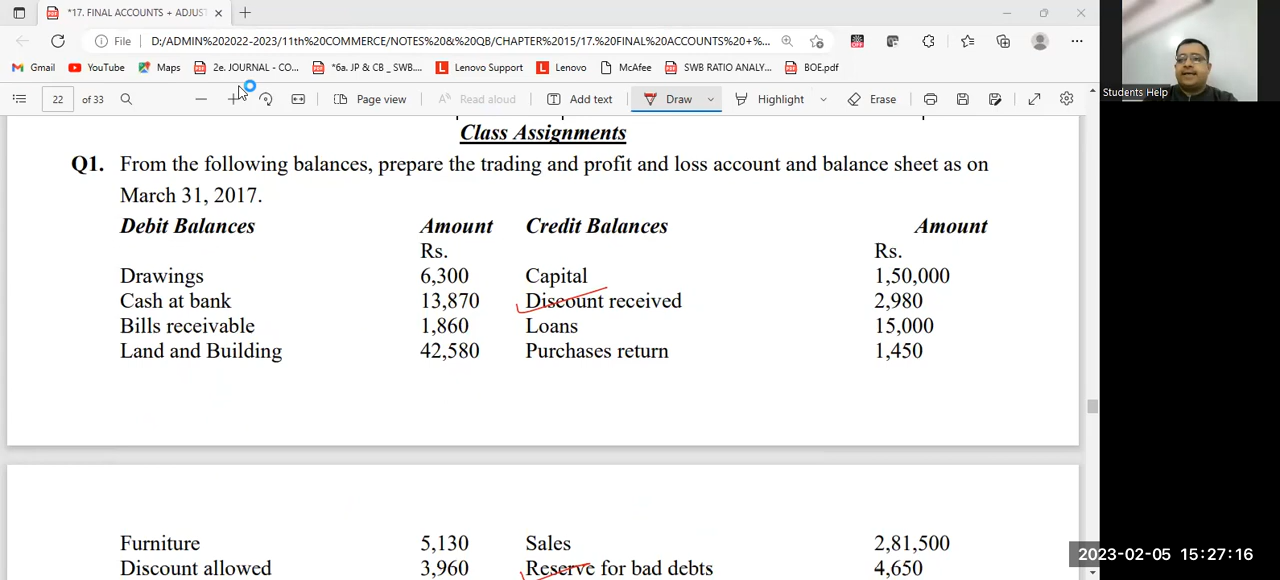 *17. FINAL ACCOUNTS + ADJUS
File D:/ADMIN%202022-2023/11th%20COMMERCE/NOTES%20&%20QB/CHAPTER%2015/17.%20FINAL%20ACCOUNTS%20+%...
Gmail YouTube Maps 2e. JOURNAL - CO... *6a. JP & CB _ SWB.... Lenovo Support Lenovo McAfee SWB RATIO ANALY... BOE.pdf
22 of 33 Page view Read aloud Add text Draw Highlight Erase
Students Help
Class Assignments
Q1. From the following balances, prepare the trading and profit and loss account and balance sheet as on
March 31, 2017.
Debit Balances Amount Credit Balances Amount
Rs. Rs.
Drawings 6,300 Capital 1,50,000
Cash at bank 13,870 Discount received 2,980
Bills receivable 1,860 Loans 15,000
Land and Building 42,580 Purchases return 1,450
Furniture 5,130 Sales 2,81,500
Discount allowed 3,960 Reserve for bad debts 4,650
2023-02-05 15:27:16